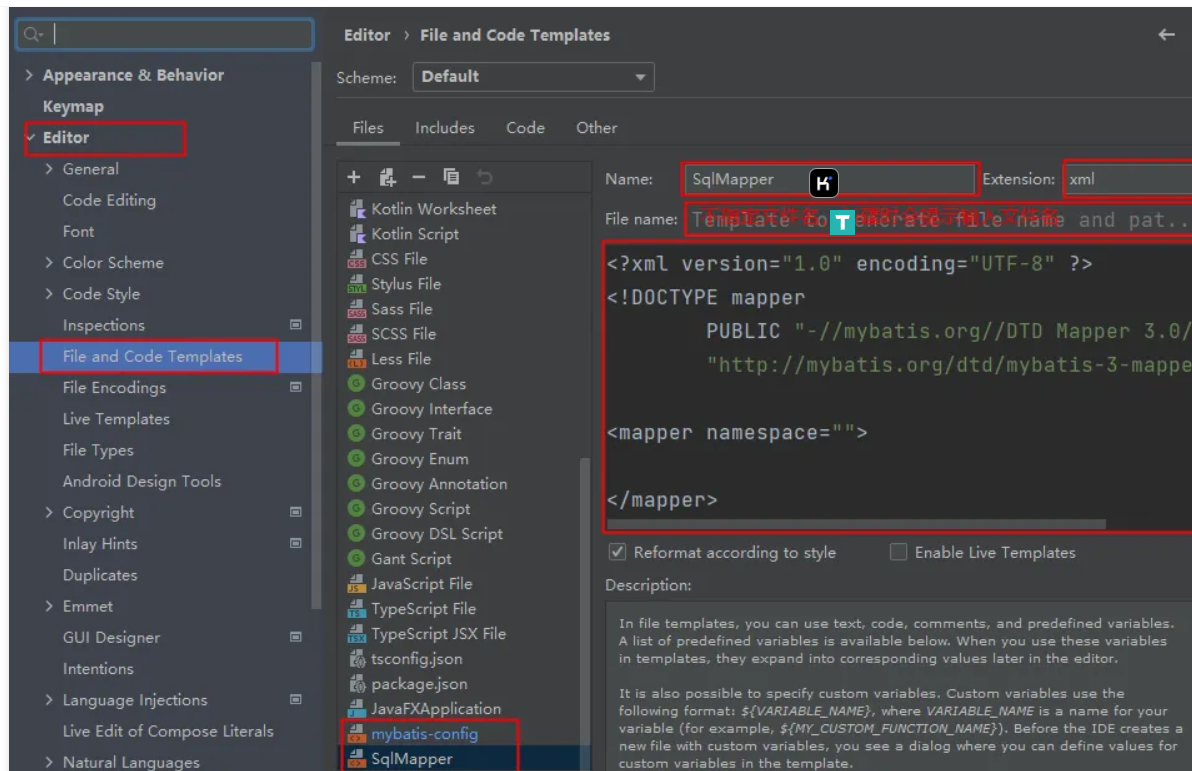 Editor › File and Code Templates
Scheme: Default
Appearance & Behavior
Keymap
Editor
General
Code Editing
Font
Color Scheme
Code Style
Inspections
File and Code Templates
File Encodings
Live Templates
File Types
Android Design Tools
Copyright
Inlay Hints
Duplicates
Emmet
GUI Designer
Intentions
Language Injections
Live Edit of Compose Literals
Natural Languages
Files Includes Code Other
Kotlin Worksheet
Kotlin Script
CSS File
Stylus File
Sass File
SCSS File
Less File
Groovy Class
Groovy Interface
Groovy Trait
Groovy Enum
Groovy Annotation
Groovy Script
Groovy DSL Script
Gant Script
JavaScript File
TypeScript File
TypeScript JSX File
tsconfig.json
package.json
JavaFXApplication
mybatis-config
SqlMapper
Name: SqlMapper Extension: xml
File name: Template to file name and pat...
<?xml version="1.0" encoding="UTF-8" ?>
<!DOCTYPE mapper
PUBLIC "-//mybatis.org//DTD Mapper 3.0/
"http://mybatis.org/dtd/mybatis-3-mappe
<mapper namespace="">
</mapper>
Reformat according to style Enable Live Templates
Description:
In file templates, you can use text, code, comments, and predefined variables.
A list of predefined variables is available below. When you use these variables
in templates, they expand into corresponding values later in the editor.
It is also possible to specify custom variables. Custom variables use the
following format: ${VARIABLE_NAME}, where VARIABLE_NAME is a name for your
variable (for example, ${MY_CUSTOM_FUNCTION_NAME}). Before the IDE creates a
new file with custom variables, you see a dialog where you can define values for
custom variables in the template.